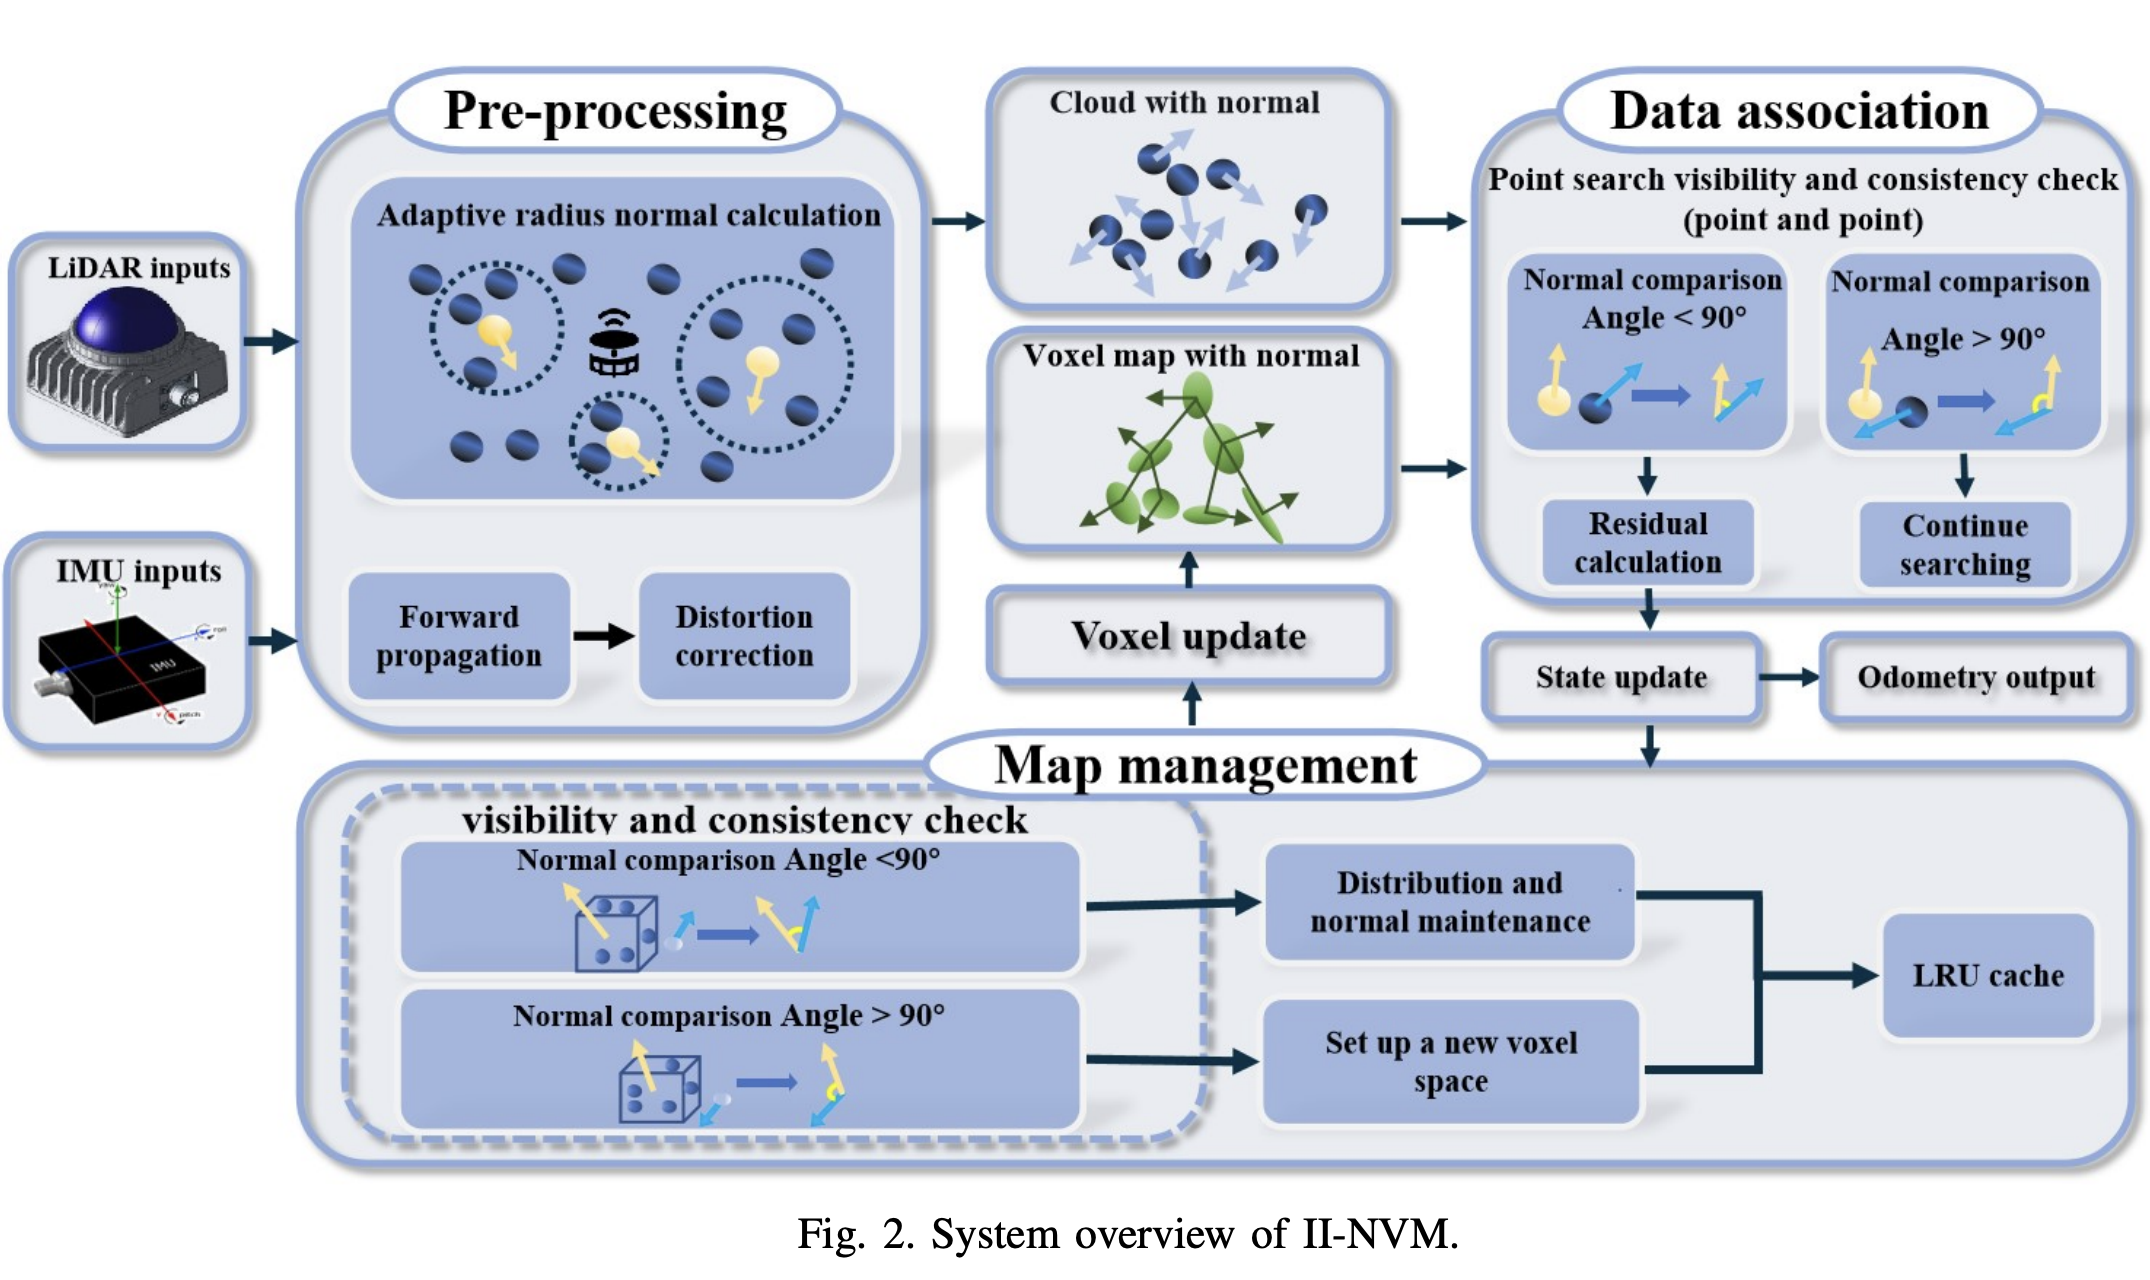 Pre-processing
Adaptive radius normal calculation
LiDAR inputs
IMU inputs
IMU
Forward
propagation
Distortion
correction
Cloud with normal
Voxel map with normal
Voxel update
Data association
Point search visibility and consistency check
(point and point)
Normal comparison
Angle < 90°
Normal comparison
Angle > 90°
Residual
calculation
Continue
searching
State update
Odometry output
Map management
visibility and consistency check
Normal comparison Angle <90°
Normal comparison Angle > 90°
Distribution and
normal maintenance
Set up a new voxel
space
LRU cache
Fig. 2. System overview of II-NVM.